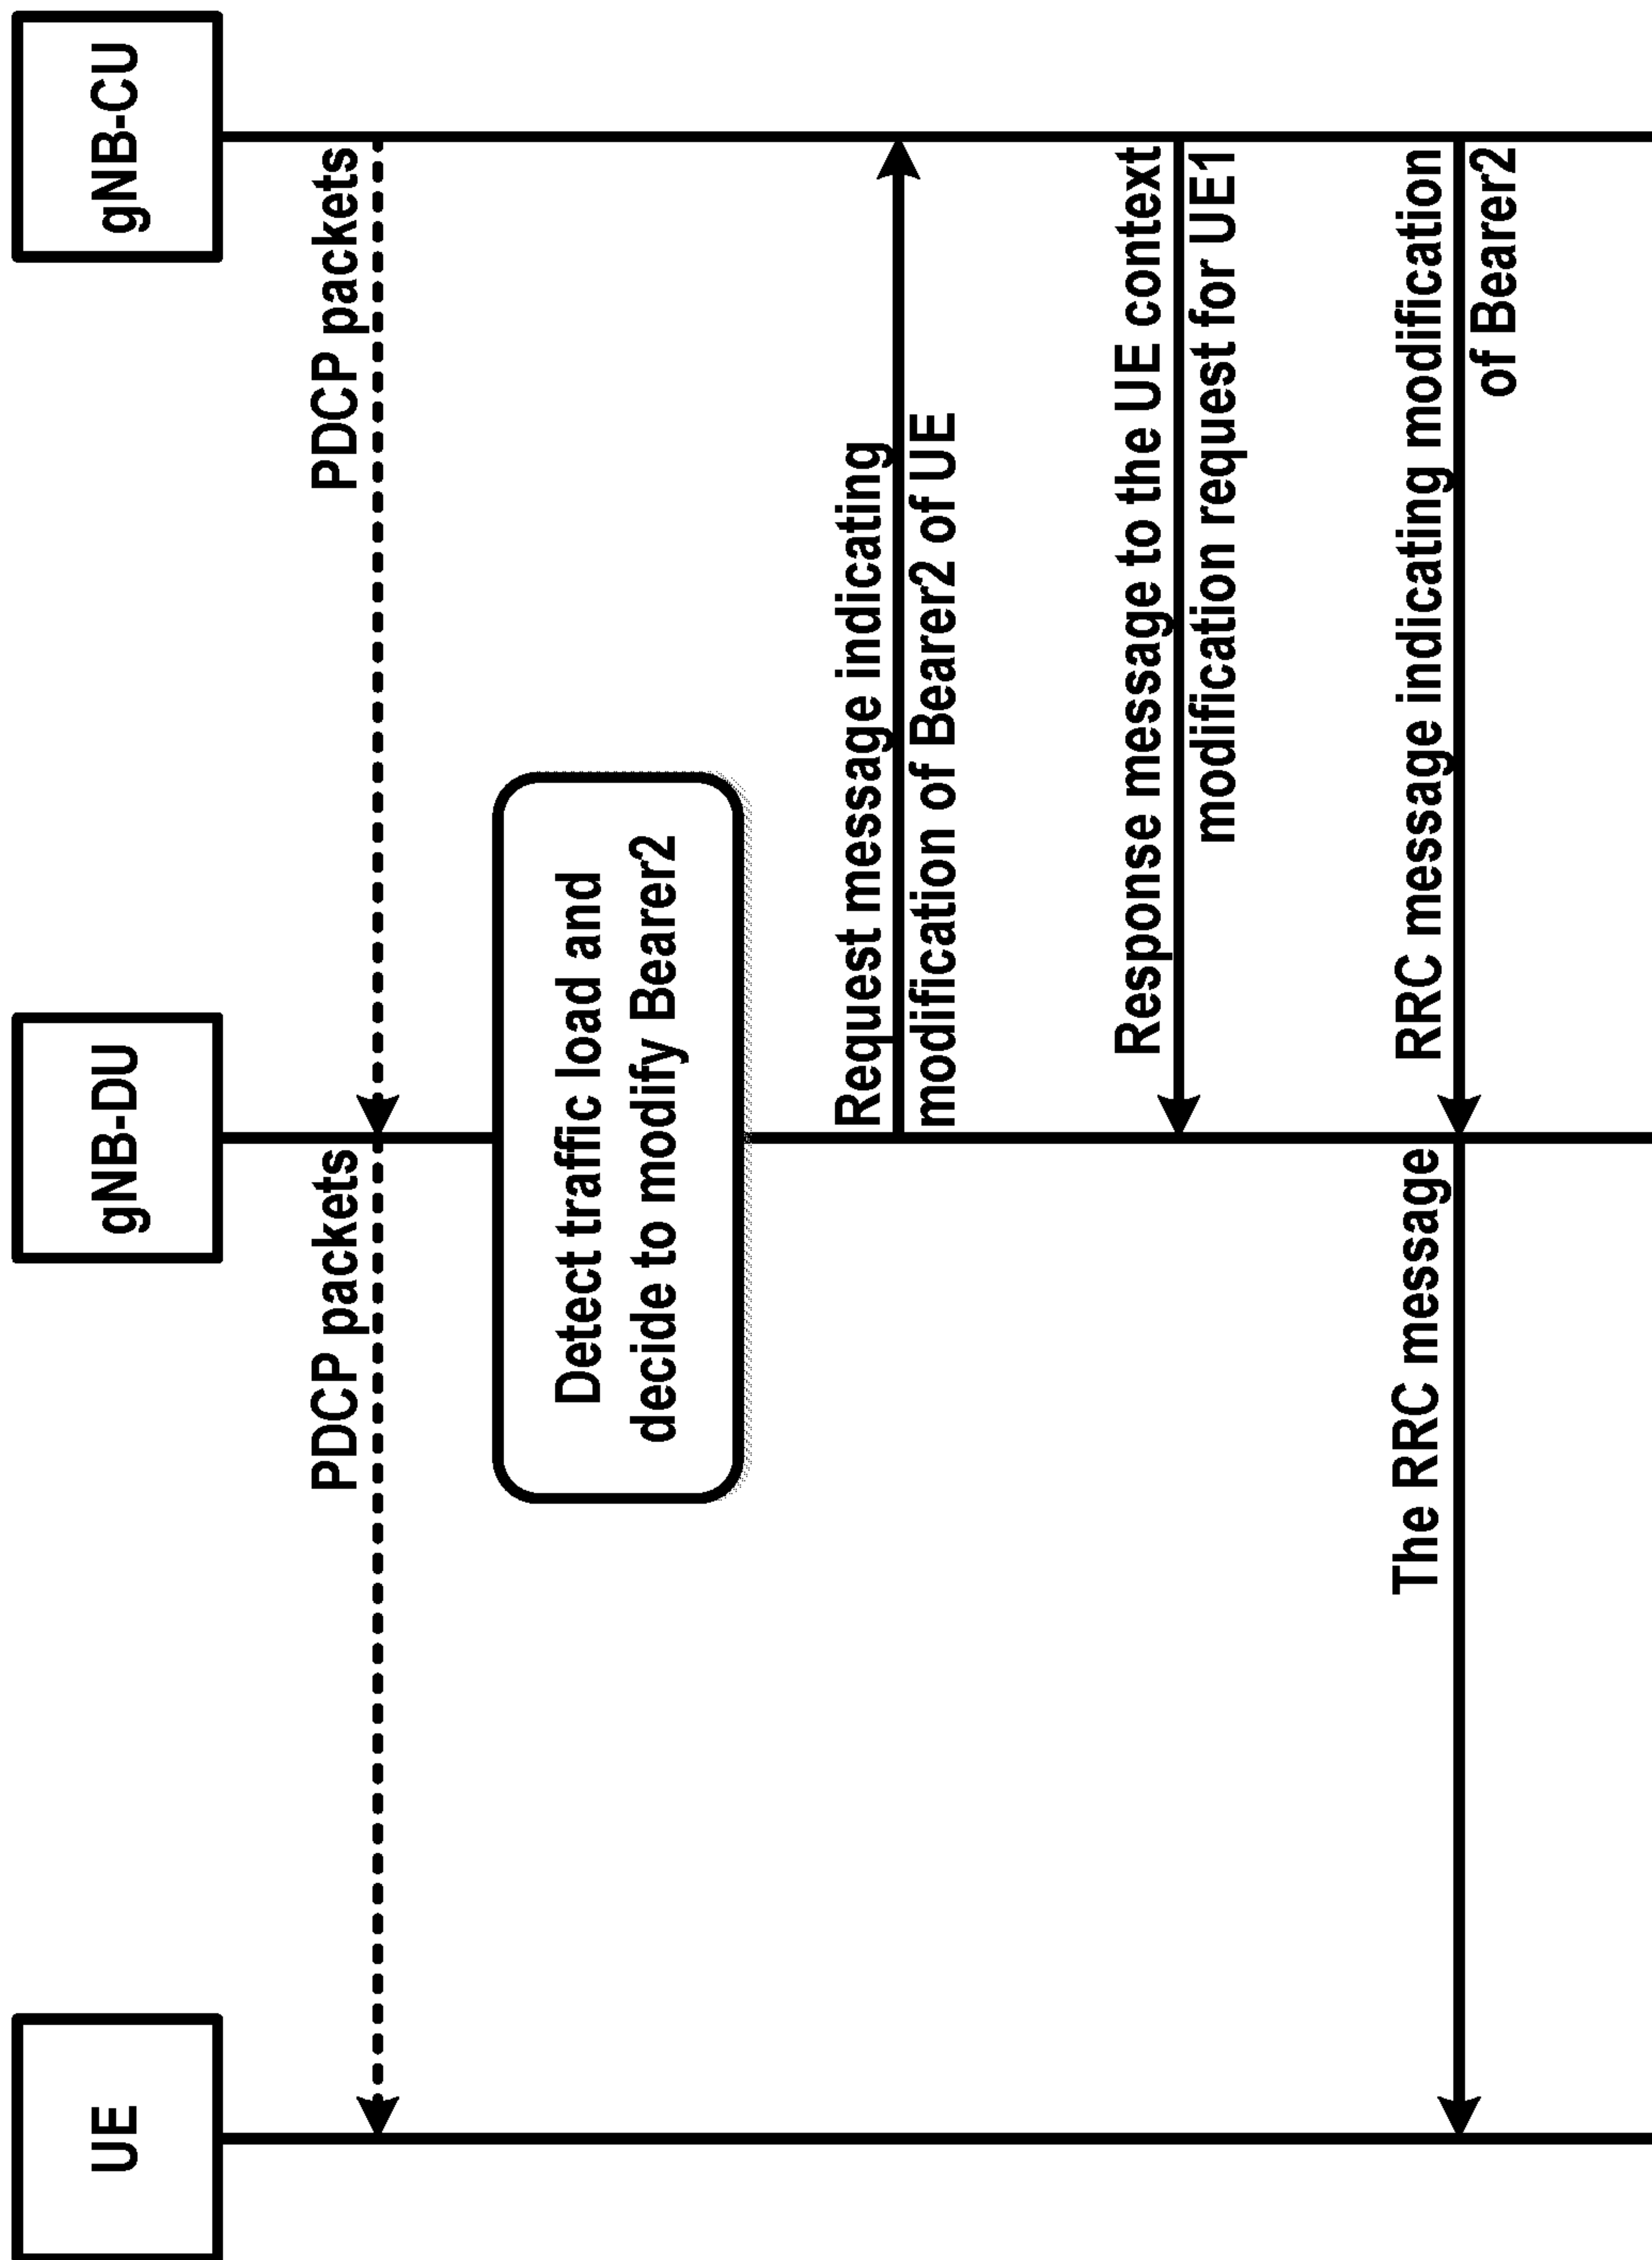 UE
gNB-DU
gNB-CU
PDCP packets
PDCP packets
Detect traffic load and
decide to modify Bearer2
Request message indicating
modification of Bearer2 of UE
Response message to the UE context
modification request for UE1
The RRC message
RRC message indicating modification
of Bearer2